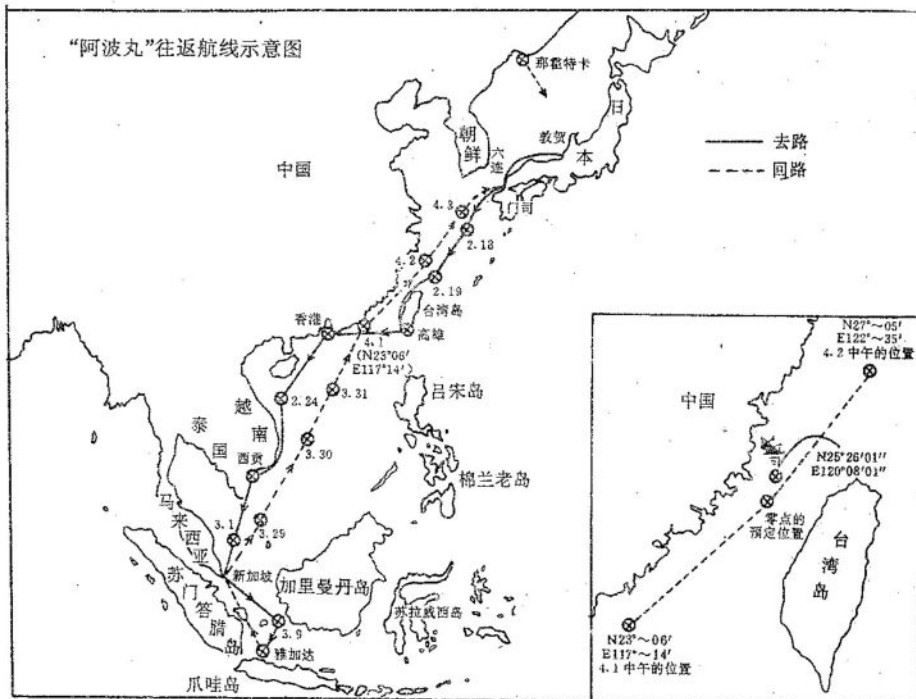 “阿波丸”往返航线示意图
那霍特卡
日
本
敦贺
朝
鲜
六
连
门司
去路
回路
中国
4.3
2.18
4.2
2.19
台湾岛
高雄
香港
4.1
(N23°06′
E117°14′)
3.31
2.24
3.30
吕宋岛
越
南
泰
国
西贡
棉兰老岛
3.1
3.29
马
来
西
亚
新加坡
加里曼丹岛
苏
门
答
腊
岛
苏拉威西岛
3.9
雅加达
爪哇岛
N27°～05′
E122°～35′
4.2 中午的位置
中国
N25°26′01″
E120°08′01″
零点的
预定位置
台
湾
岛
N23°～06′
E117°～14′
4.1 中午的位置